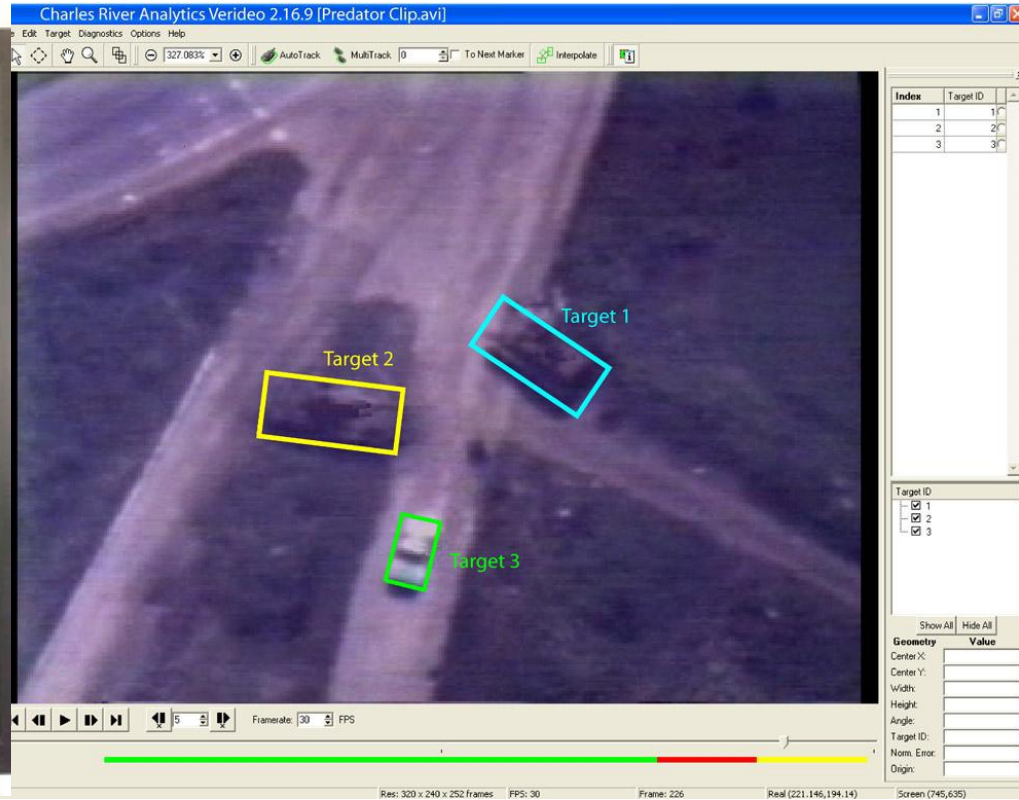 Charles River Analytics Verideo 2.16.9 [Predator Clip.avi]
Edit Target Diagnostics Options Help
327.083% AutoTrack MultiTrack 0 To Next Marker Interpolate
Index Target ID
1 1
2 2
3 3
Target 1
Target 2
Target 3
Target ID
1
2
3
Show All Hide All
Geometry Value
Center X:
Center Y:
Width:
Height:
Angle:
Target ID:
Norm. Error:
Origin:
5 Framerate: 30 FPS
Res: 320 x 240 x 252 frames FPS: 30 Frame: 226 Real (221.146,194.14) Screen (745,635)